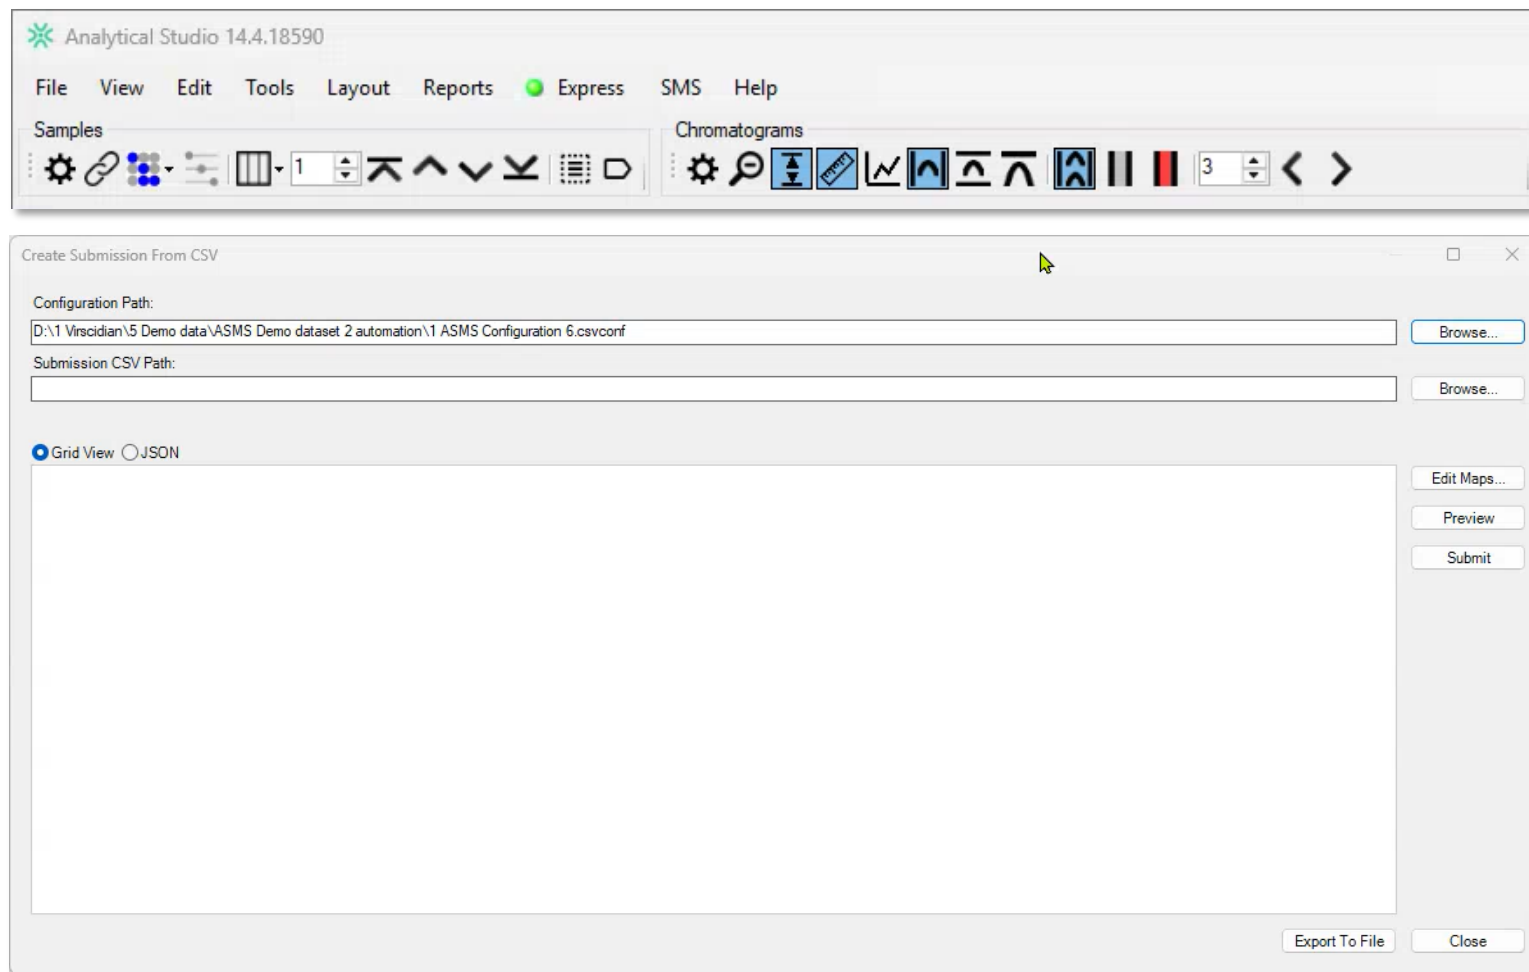 Analytical Studio 14.4.18590
File View Edit Tools Layout Reports Express SMS Help
Samples Chromatograms
1 3
Create Submission From CSV
Configuration Path:
D:\1 Virscidian\5 Demo data\ASMS Demo dataset 2 automation\1 ASMS Configuration 6.csvconf Browse...
Submission CSV Path:
Browse...
Grid View JSON
Edit Maps...
Preview
Submit
Export To File Close